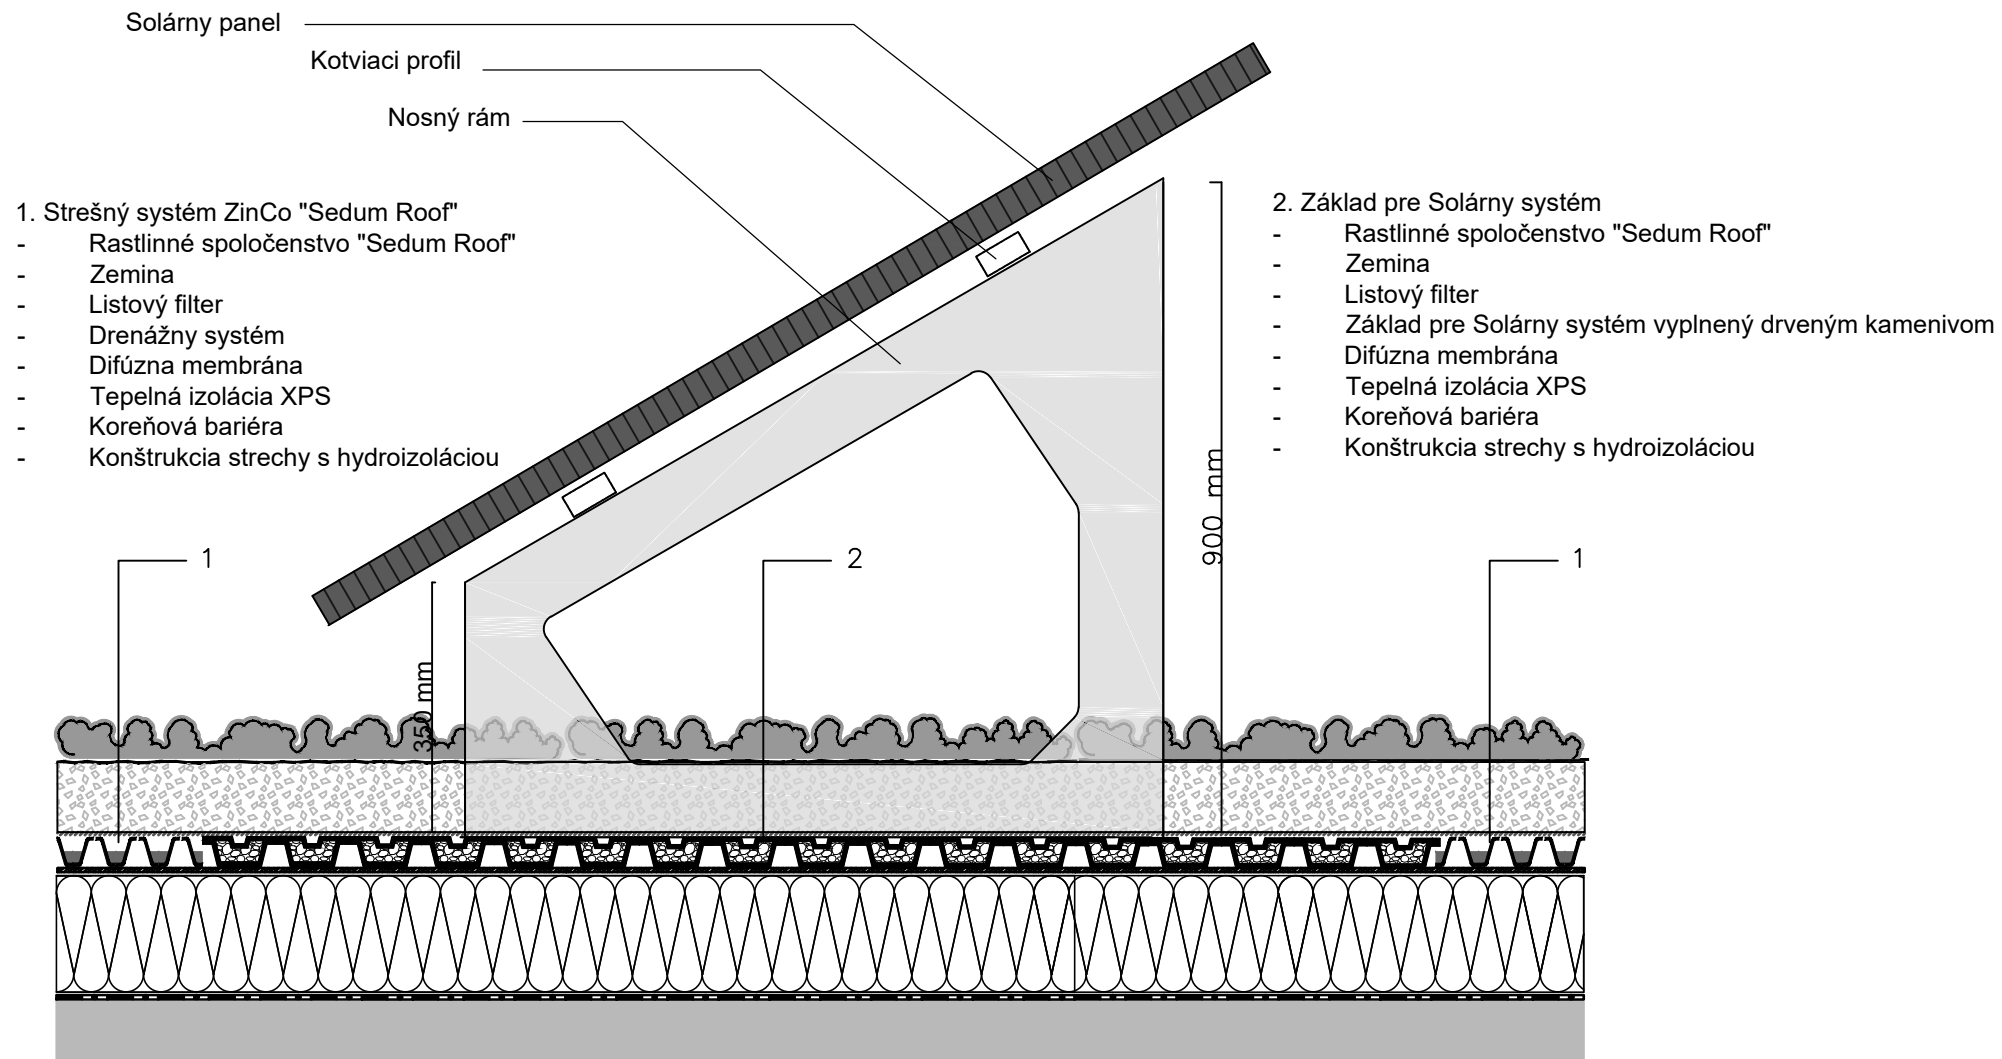 Solárny panel
Kotviaci profil
Nosný rám
1. Strešný systém ZinCo "Sedum Roof"
- Rastlinné spoločenstvo "Sedum Roof"
- Zemina
- Listový filter
- Drenážny systém
- Difúzna membrána
- Tepelná izolácia XPS
- Koreňová bariéra
- Konštrukcia strechy s hydroizoláciou
2. Základ pre Solárny systém
- Rastlinné spoločenstvo "Sedum Roof"
- Zemina
- Listový filter
- Základ pre Solárny systém vyplnený drveným kamenivom
- Difúzna membrána
- Tepelná izolácia XPS
- Koreňová bariéra
- Konštrukcia strechy s hydroizoláciou
900 mm
1
2
1
350 mm